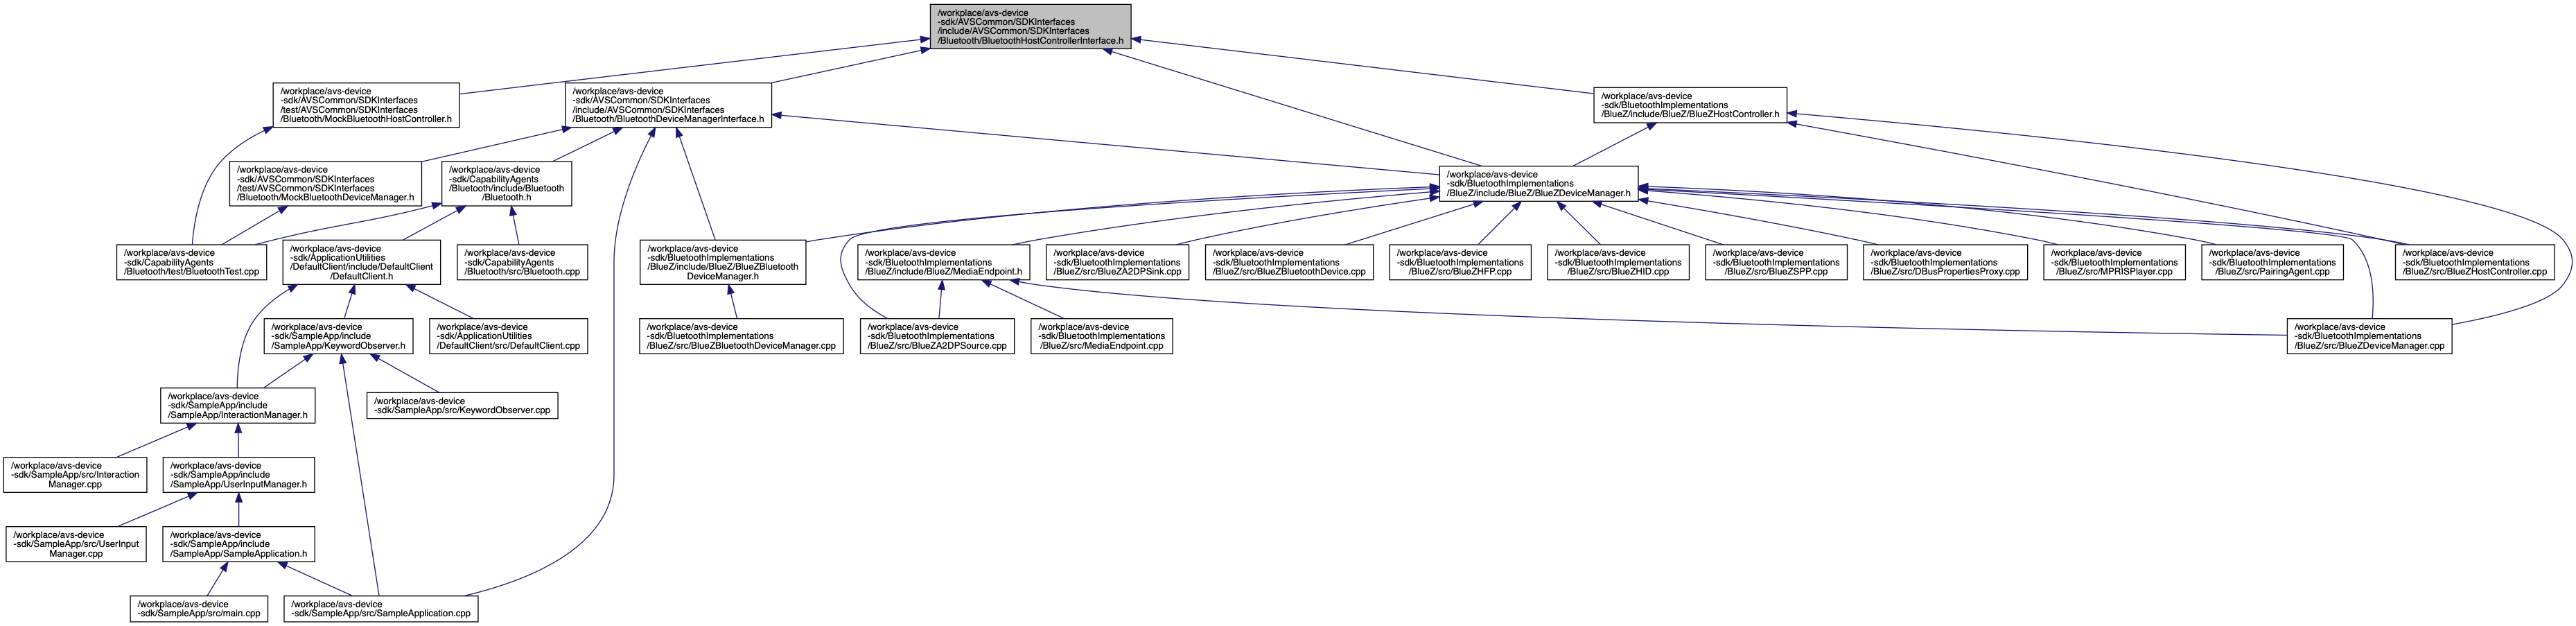 /workplace/avs-device
-sdk/AVSCommon/SDKInterfaces
/include/AVSCommon/SDKInterfaces
/Bluetooth/BluetoothHostControllerInterface.h
/workplace/avs-device
-sdk/AVSCommon/SDKInterfaces
/test/AVSCommon/SDKInterfaces
/Bluetooth/MockBluetoothHostController.h
/workplace/avs-device
-sdk/AVSCommon/SDKInterfaces
/include/AVSCommon/SDKInterfaces
/Bluetooth/BluetoothDeviceManagerInterface.h
/workplace/avs-device
-sdk/BluetoothImplementations
/BlueZ/include/BlueZ/BlueZHostController.h
/workplace/avs-device
-sdk/AVSCommon/SDKInterfaces
/test/AVSCommon/SDKInterfaces
/Bluetooth/MockBluetoothDeviceManager.h
/workplace/avs-device
-sdk/CapabilityAgents
/Bluetooth/include/Bluetooth
/Bluetooth.h
/workplace/avs-device
-sdk/BluetoothImplementations
/BlueZ/include/BlueZ/BlueZDeviceManager.h
/workplace/avs-device
-sdk/CapabilityAgents
/Bluetooth/test/BluetoothTest.cpp
/workplace/avs-device
-sdk/ApplicationUtilities
/DefaultClient/include/DefaultClient
/DefaultClient.h
/workplace/avs-device
-sdk/CapabilityAgents
/Bluetooth/src/Bluetooth.cpp
/workplace/avs-device
-sdk/BluetoothImplementations
/BlueZ/include/BlueZ/BlueZBluetooth
DeviceManager.h
/workplace/avs-device
-sdk/BluetoothImplementations
/BlueZ/include/BlueZ/MediaEndpoint.h
/workplace/avs-device
-sdk/BluetoothImplementations
/BlueZ/src/BlueZA2DPSink.cpp
/workplace/avs-device
-sdk/BluetoothImplementations
/BlueZ/src/BlueZBluetoothDevice.cpp
/workplace/avs-device
-sdk/BluetoothImplementations
/BlueZ/src/BlueZHFP.cpp
/workplace/avs-device
-sdk/BluetoothImplementations
/BlueZ/src/BlueZHID.cpp
/workplace/avs-device
-sdk/BluetoothImplementations
/BlueZ/src/BlueZSPP.cpp
/workplace/avs-device
-sdk/BluetoothImplementations
/BlueZ/src/DBusPropertiesProxy.cpp
/workplace/avs-device
-sdk/BluetoothImplementations
/BlueZ/src/MPRISPlayer.cpp
/workplace/avs-device
-sdk/BluetoothImplementations
/BlueZ/src/PairingAgent.cpp
/workplace/avs-device
-sdk/BluetoothImplementations
/BlueZ/src/BlueZHostController.cpp
/workplace/avs-device
-sdk/SampleApp/include
/SampleApp/KeywordObserver.h
/workplace/avs-device
-sdk/ApplicationUtilities
/DefaultClient/src/DefaultClient.cpp
/workplace/avs-device
-sdk/BluetoothImplementations
/BlueZ/src/BlueZBluetoothDeviceManager.cpp
/workplace/avs-device
-sdk/BluetoothImplementations
/BlueZ/src/BlueZA2DPSource.cpp
/workplace/avs-device
-sdk/BluetoothImplementations
/BlueZ/src/MediaEndpoint.cpp
/workplace/avs-device
-sdk/BluetoothImplementations
/BlueZ/src/BlueZDeviceManager.cpp
/workplace/avs-device
-sdk/SampleApp/include
/SampleApp/InteractionManager.h
/workplace/avs-device
-sdk/SampleApp/src/KeywordObserver.cpp
/workplace/avs-device
-sdk/SampleApp/src/Interaction
Manager.cpp
/workplace/avs-device
-sdk/SampleApp/include
/SampleApp/UserInputManager.h
/workplace/avs-device
-sdk/SampleApp/src/UserInput
Manager.cpp
/workplace/avs-device
-sdk/SampleApp/include
/SampleApp/SampleApplication.h
/workplace/avs-device
-sdk/SampleApp/src/main.cpp
/workplace/avs-device
-sdk/SampleApp/src/SampleApplication.cpp